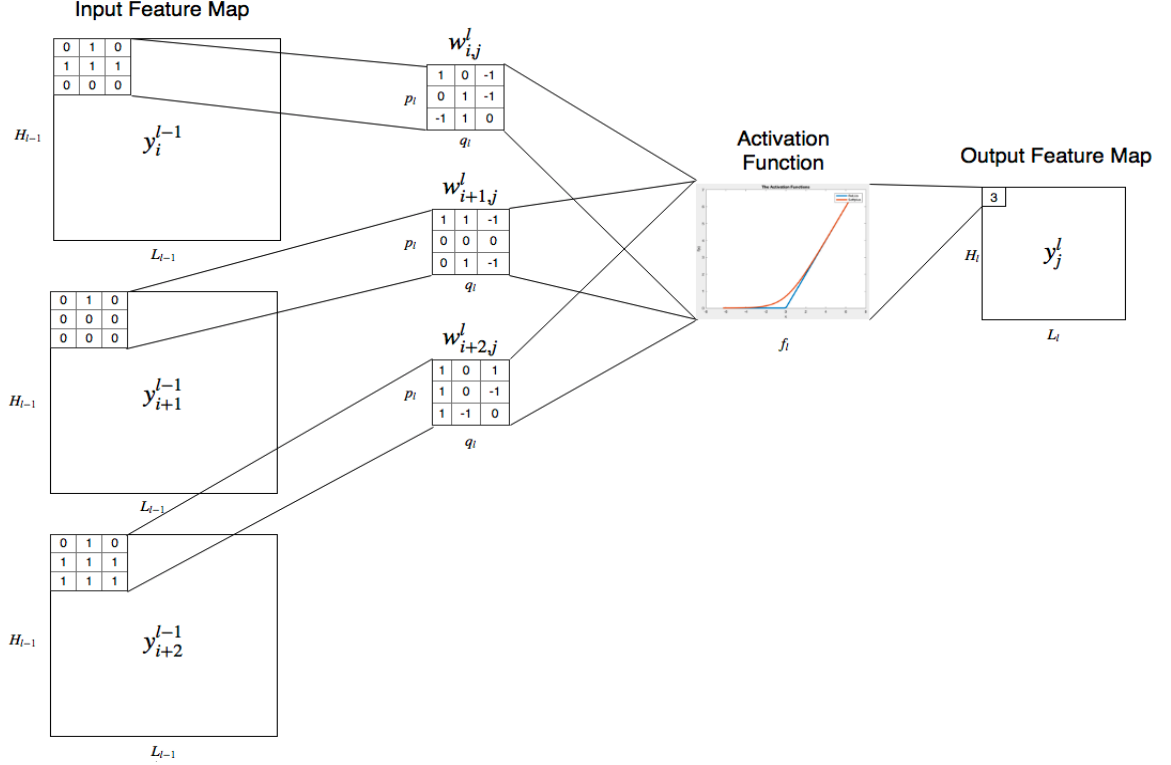 Input Feature Map
0 1 0
1 1 1
0 0 0
H_{l-1}
y_i^{l-1}
L_{l-1}
0 1 0
0 0 0
0 0 0
H_{l-1}
y_{i+1}^{l-1}
L_{l-1}
0 1 0
1 1 1
1 1 1
H_{l-1}
y_{i+2}^{l-1}
L_{l-1}
w_{i,j}^l
1 0 -1
0 1 -1
-1 1 0
p_l
q_l
w_{i+1,j}^l
1 1 -1
0 0 0
0 1 -1
p_l
q_l
w_{i+2,j}^l
1 0 1
1 0 -1
1 -1 0
p_l
q_l
Activation
Function
The Activation Functions
f_l
Output Feature Map
3
H_l
y_j^l
L_l